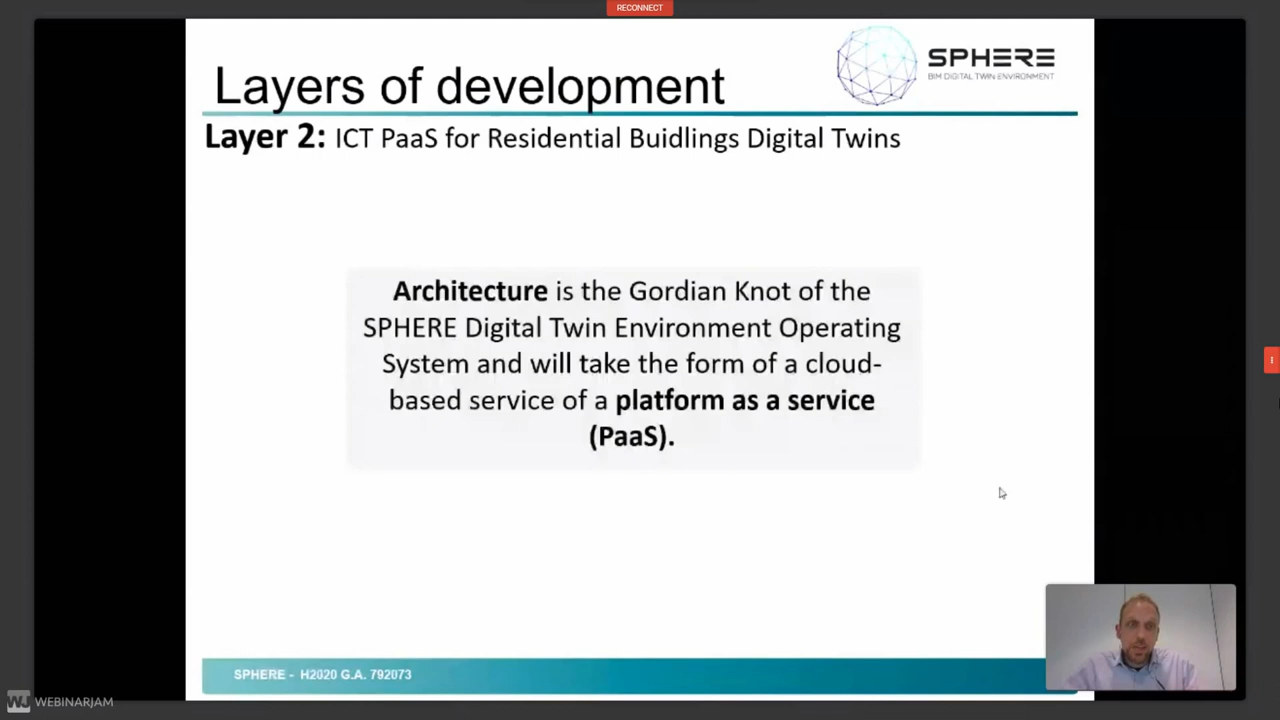 RECONNECT
SPHERE
BIM DIGITAL TWIN ENVIRONMENT
Layers of development
Layer 2: ICT PaaS for Residential Buidlings Digital Twins
Architecture is the Gordian Knot of the
SPHERE Digital Twin Environment Operating
System and will take the form of a cloud-
based service of a platform as a service
(PaaS).
SPHERE - H2020 G.A. 792073
WJ WEBINARJAM